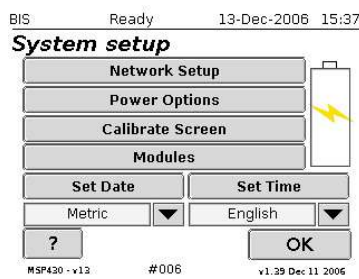 BIS Ready 13-Dec-2006 15:37
System setup
Network Setup
Power Options
Calibrate Screen
Modules
Set Date Set Time
Metric English
? OK
MSP430 - v13 #006 v1.39 Dec 11 2006